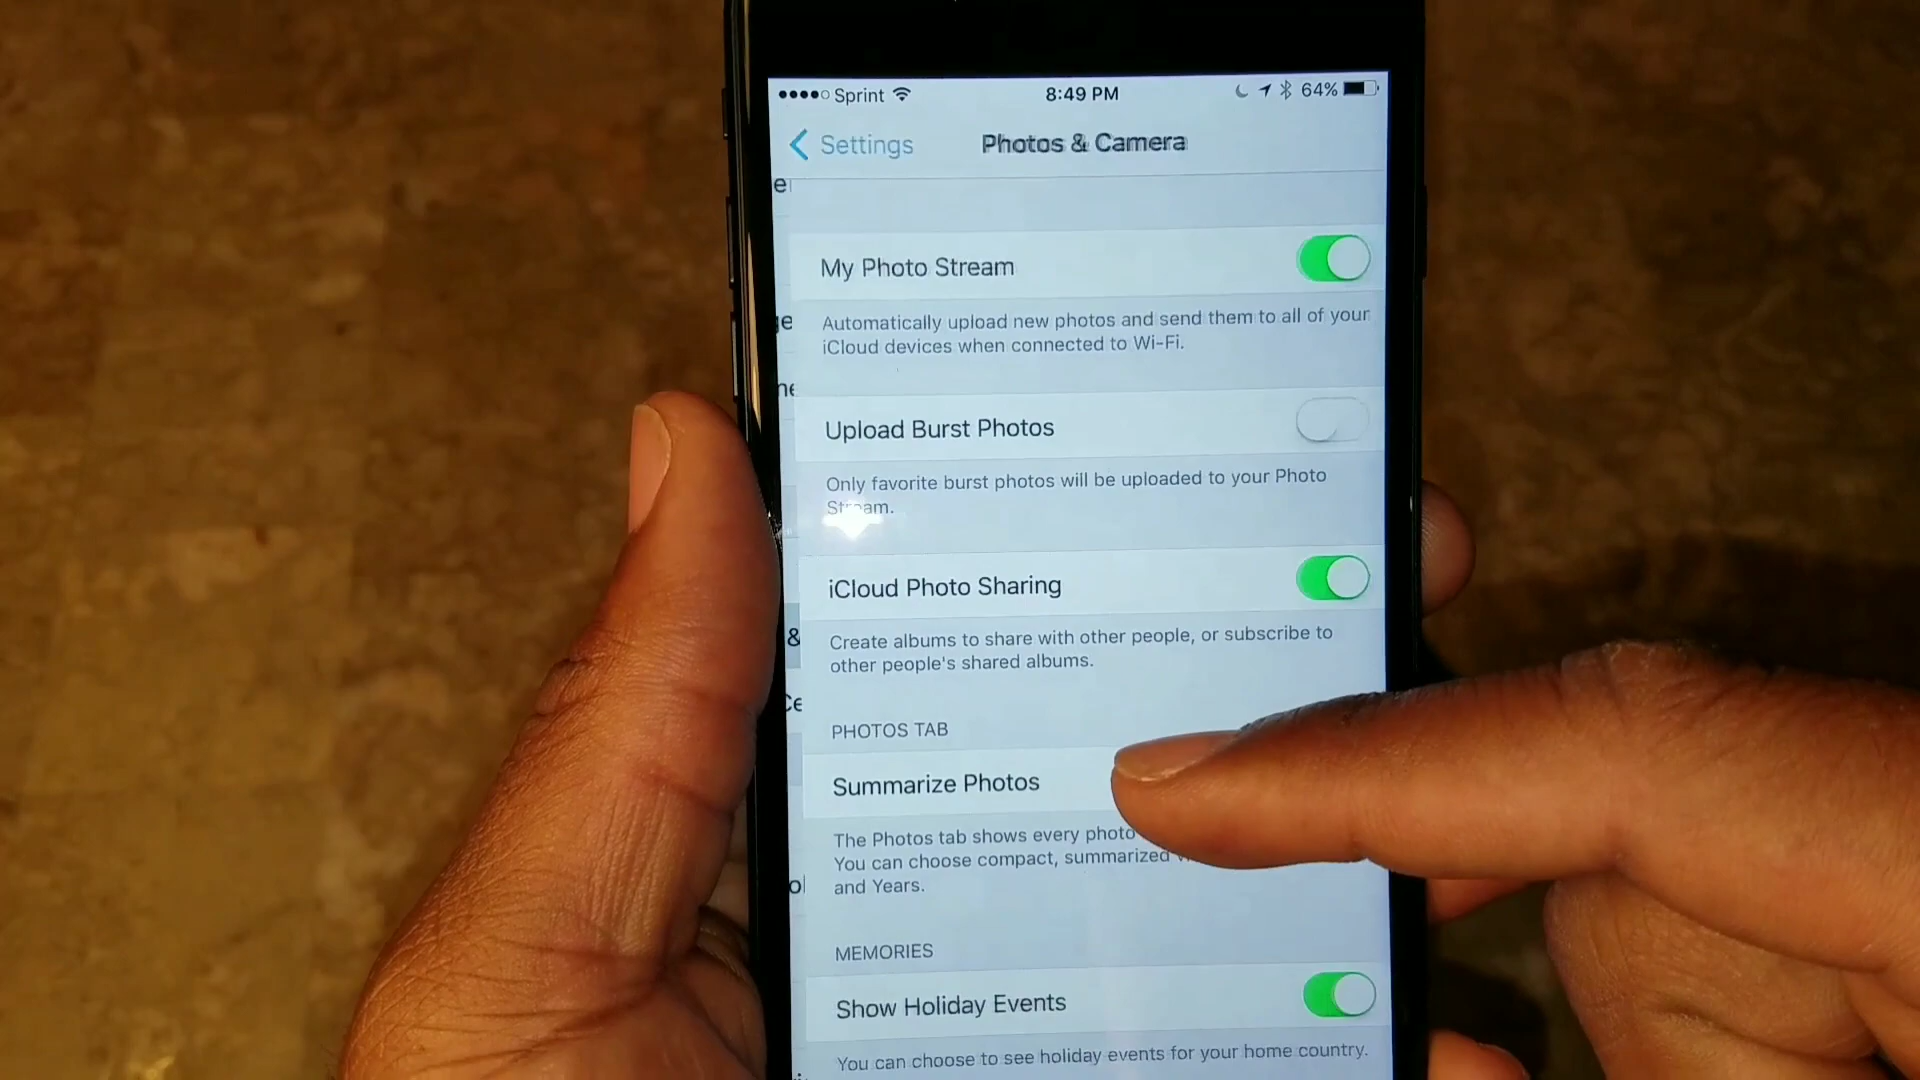 Sprint 8:49 PM 64%
Settings Photos & Camera
My Photo Stream
Automatically upload new photos and send them to all of your
iCloud devices when connected to Wi-Fi.
Upload Burst Photos
Only favorite burst photos will be uploaded to your Photo
Stream.
iCloud Photo Sharing
Create albums to share with other people, or subscribe to
other people's shared albums.
&
PHOTOS TAB
Summarize Photos
The Photos tab shows every photo
You can choose compact, summarized
and Years.
MEMORIES
Show Holiday Events
You can choose to see holiday events for your home country.